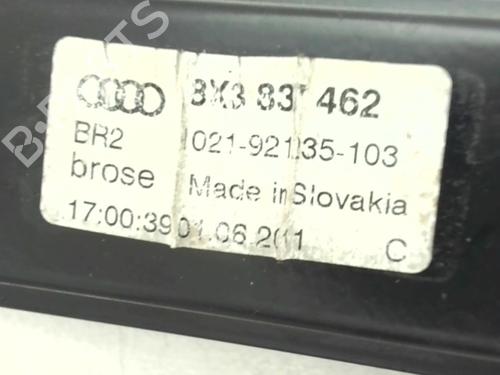 8X3 837 462
BR2 021-92135-103
brose Made in Slovakia
17:00:39 01.06.2011 C